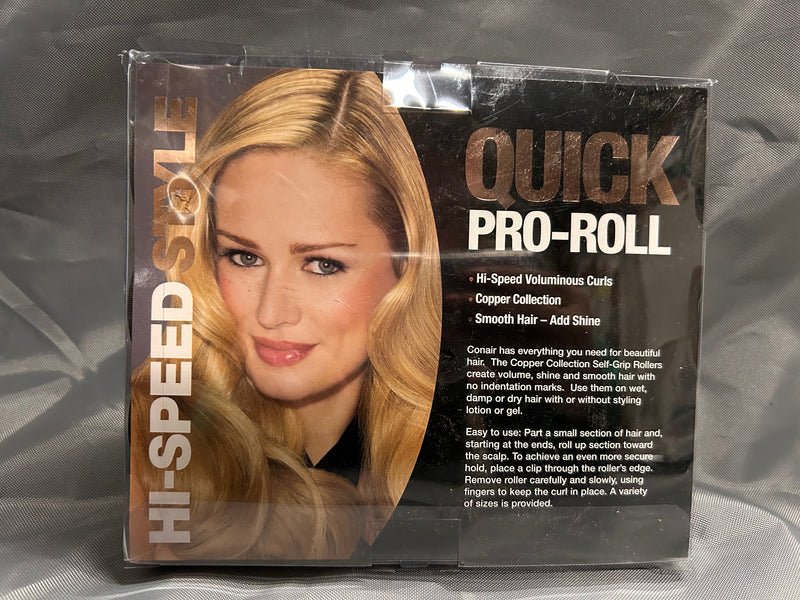 HI-SPEED STYLE
QUICK
PRO-ROLL
• Hi-Speed Voluminous Curls
• Copper Collection
• Smooth Hair – Add Shine
Conair has everything you need for beautiful
hair. The Copper Collection Self-Grip Rollers
create volume, shine and smooth hair with
no indentation marks. Use them on wet,
damp or dry hair with or without styling
lotion or gel.
Easy to use: Part a small section of hair and,
starting at the ends, roll up section toward
the scalp. To achieve an even more secure
hold, place a clip through the roller's edge.
Remove roller carefully and slowly, using
fingers to keep the curl in place. A variety
of sizes is provided.